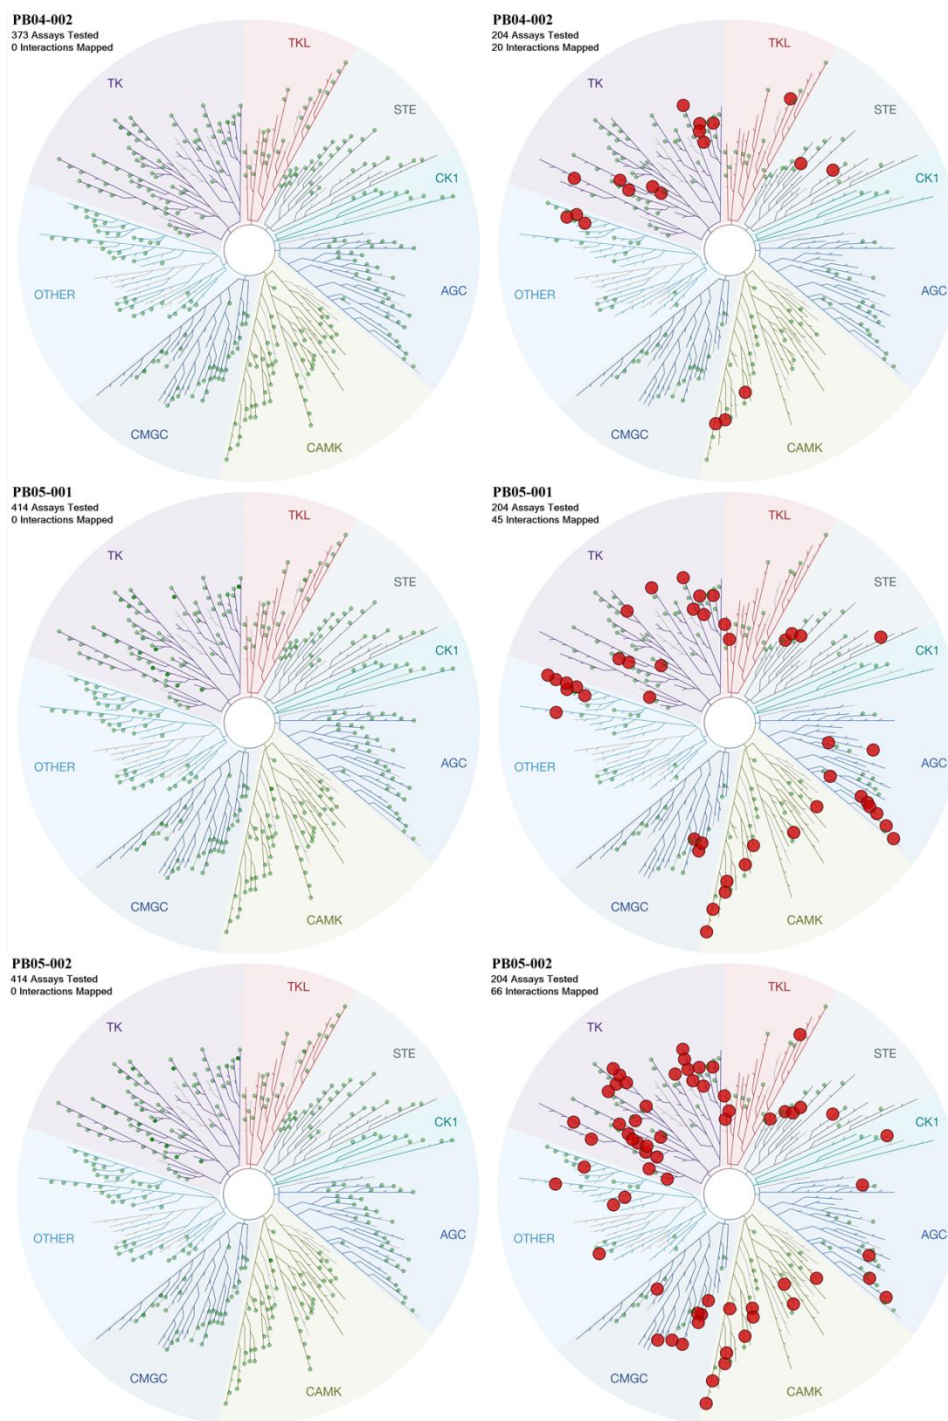 PB04-002
373 Assays Tested
0 Interactions Mapped
TK
TKL
STE
CK1
AGC
CAMK
CMGC
OTHER
PB04-002
204 Assays Tested
20 Interactions Mapped
TK
TKL
STE
CK1
AGC
CAMK
CMGC
OTHER
PB05-001
414 Assays Tested
0 Interactions Mapped
TK
TKL
STE
CK1
AGC
CAMK
CMGC
OTHER
PB05-001
204 Assays Tested
45 Interactions Mapped
TK
TKL
STE
CK1
AGC
CAMK
CMGC
OTHER
PB05-002
414 Assays Tested
0 Interactions Mapped
TK
TKL
STE
CK1
AGC
CAMK
CMGC
OTHER
PB05-002
204 Assays Tested
66 Interactions Mapped
TK
TKL
STE
CK1
AGC
CAMK
CMGC
OTHER